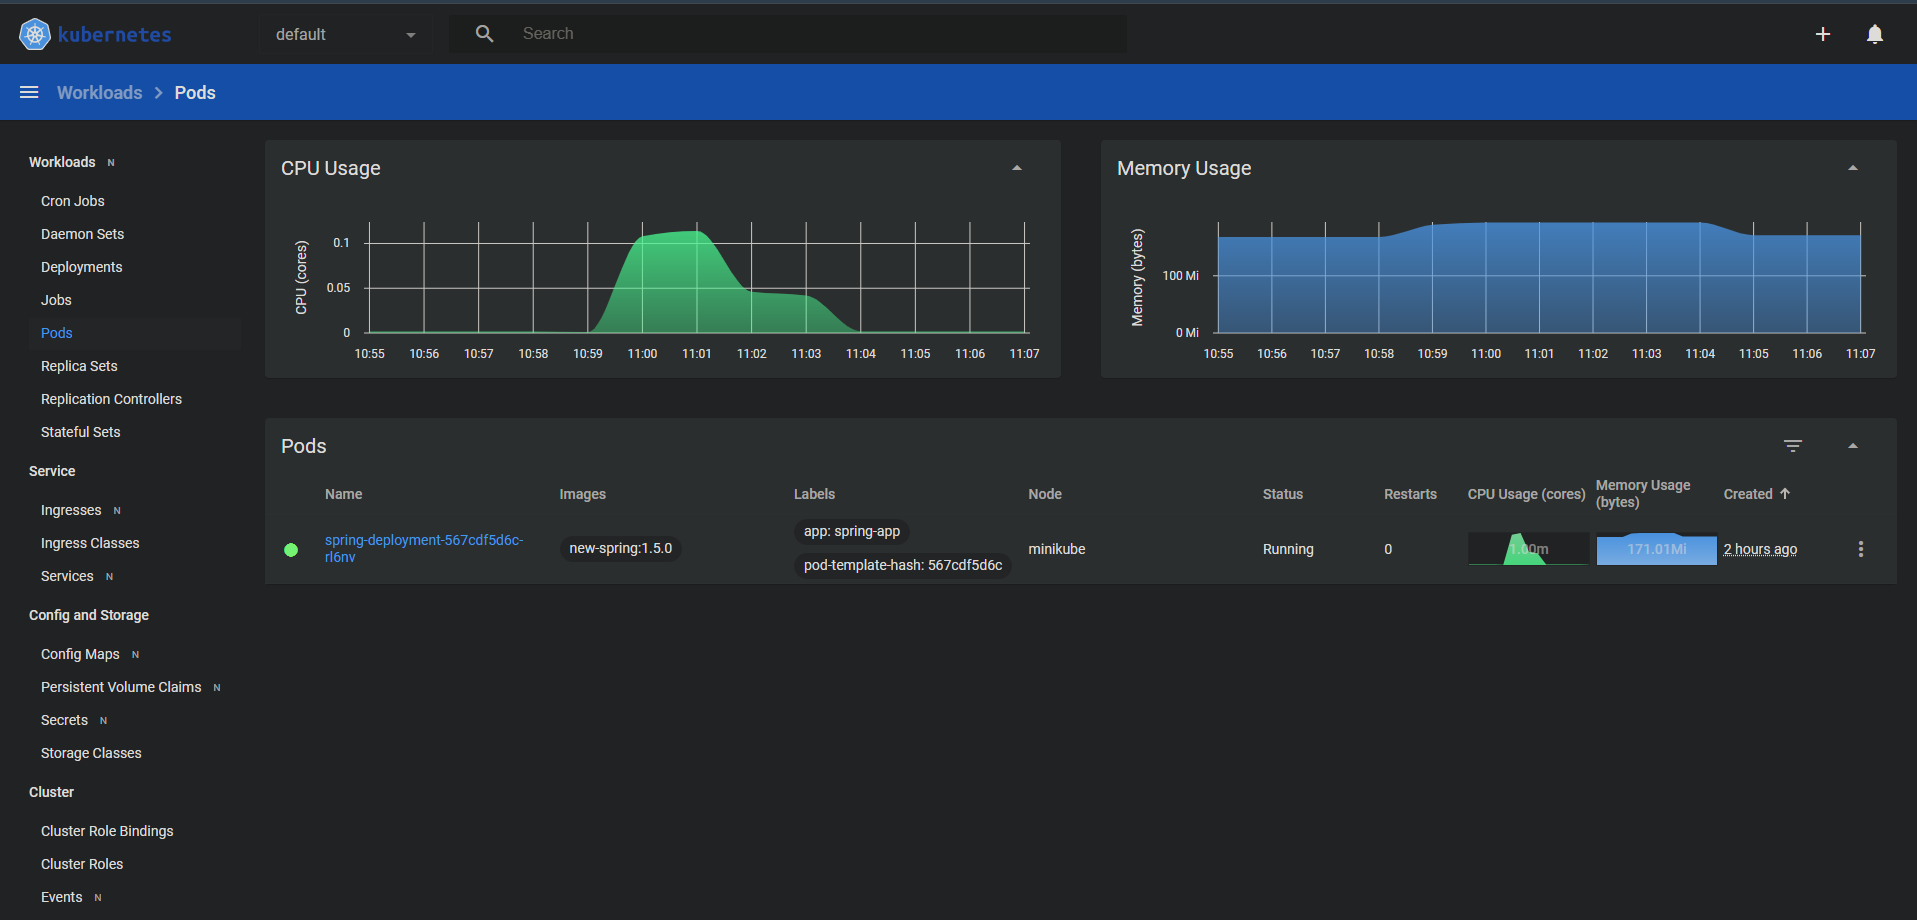 kubernetes
default
Search
Workloads > Pods
Workloads N
Cron Jobs
Daemon Sets
Deployments
Jobs
Pods
Replica Sets
Replication Controllers
Stateful Sets
Service
Ingresses N
Ingress Classes
Services N
Config and Storage
Config Maps N
Persistent Volume Claims N
Secrets N
Storage Classes
Cluster
Cluster Role Bindings
Cluster Roles
Events N
CPU Usage
CPU (cores)
0.1
0.05
0
10:55 10:56 10:57 10:58 10:59 11:00 11:01 11:02 11:03 11:04 11:05 11:06 11:07
Memory Usage
Memory (bytes)
100 Mi
0 Mi
10:55 10:56 10:57 10:58 10:59 11:00 11:01 11:02 11:03 11:04 11:05 11:06 11:07
Pods
Name Images Labels Node Status Restarts CPU Usage (cores) Memory Usage (bytes) Created
spring-deployment-567cdf5d6c-
rl6nv
new-spring:1.5.0
app: spring-app
pod-template-hash: 567cdf5d6c
minikube
Running
0
1.00m
171.01Mi
2 hours ago